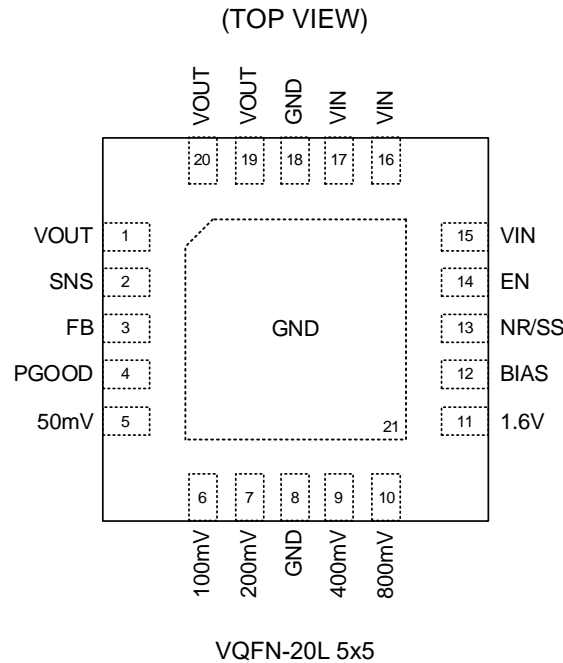 (TOP VIEW)
VOUT
VOUT
GND
VIN
VIN
20
19
18
17
16
VOUT 1
15 VIN
SNS 2
14 EN
FB 3
GND
13 NR/SS
PGOOD 4
12 BIAS
50mV 5
21
11 1.6V
6
7
8
9
10
100mV
200mV
GND
400mV
800mV
VQFN-20L 5x5